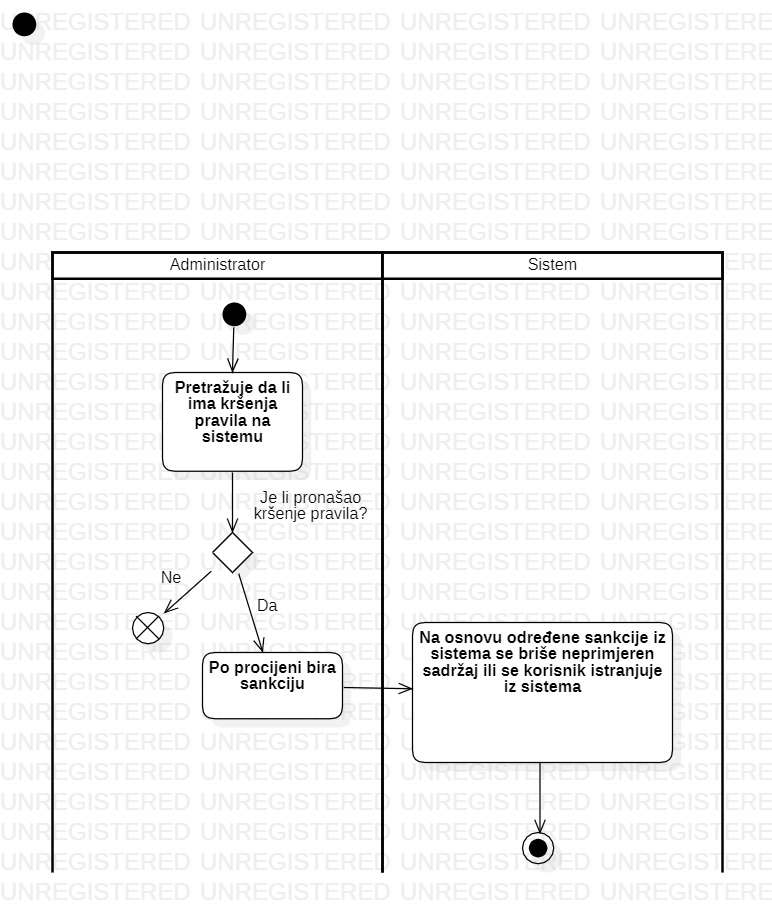 UNREGISTERED UNREGISTERED UNREGISTERED UNREGISTERED
Administrator
Sistem
Pretražuje da li
ima kršenja
pravila na
sistemu
Je li pronašao
kršenje pravila?
Ne
Da
Po procijeni bira
sankciju
Na osnovu određene sankcije iz
sistema se briše neprimjeren
sadržaj ili se korisnik istranjuje
iz sistema